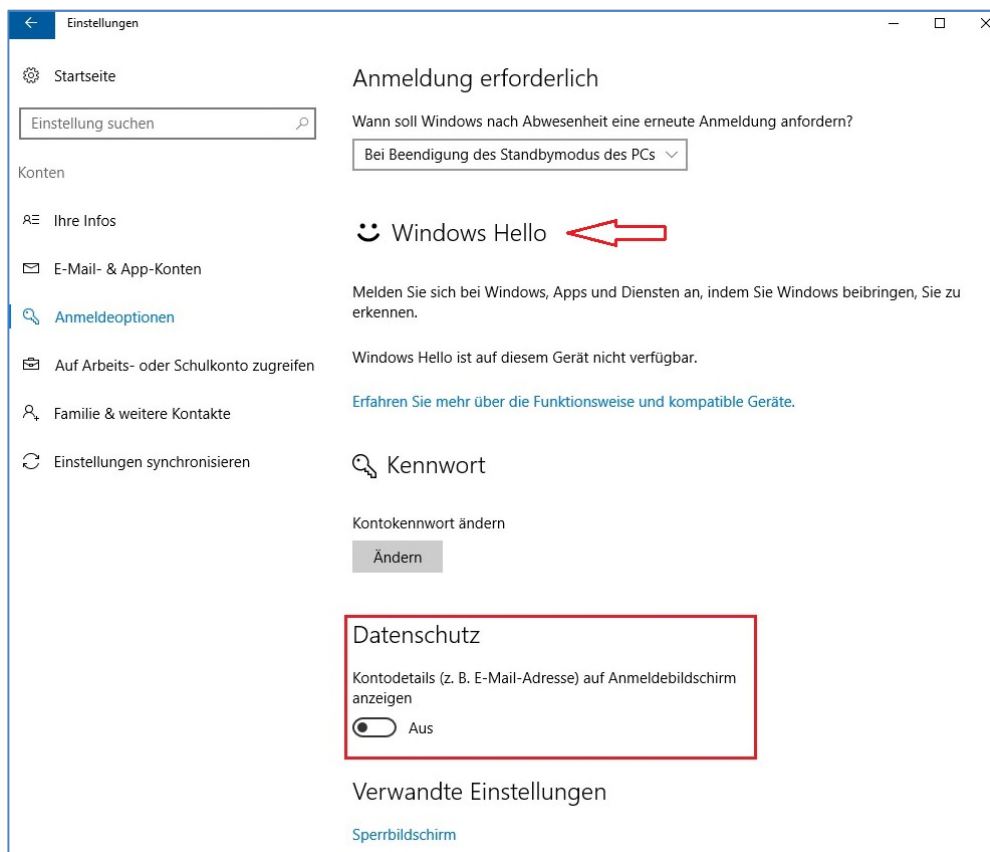 Einstellungen
Startseite
Einstellung suchen
Konten
Ihre Infos
E-Mail- & App-Konten
Anmeldeoptionen
Auf Arbeits- oder Schulkonto zugreifen
Familie & weitere Kontakte
Einstellungen synchronisieren
Anmeldung erforderlich
Wann soll Windows nach Abwesenheit eine erneute Anmeldung anfordern?
Bei Beendigung des Standbymodus des PCs
Windows Hello
Melden Sie sich bei Windows, Apps und Diensten an, indem Sie Windows beibringen, Sie zu
erkennen.
Windows Hello ist auf diesem Gerät nicht verfügbar.
Erfahren Sie mehr über die Funktionsweise und kompatible Geräte.
Kennwort
Kontokennwort ändern
Ändern
Datenschutz
Kontodetails (z. B. E-Mail-Adresse) auf Anmeldebildschirm
anzeigen
Aus
Verwandte Einstellungen
Sperrbildschirm